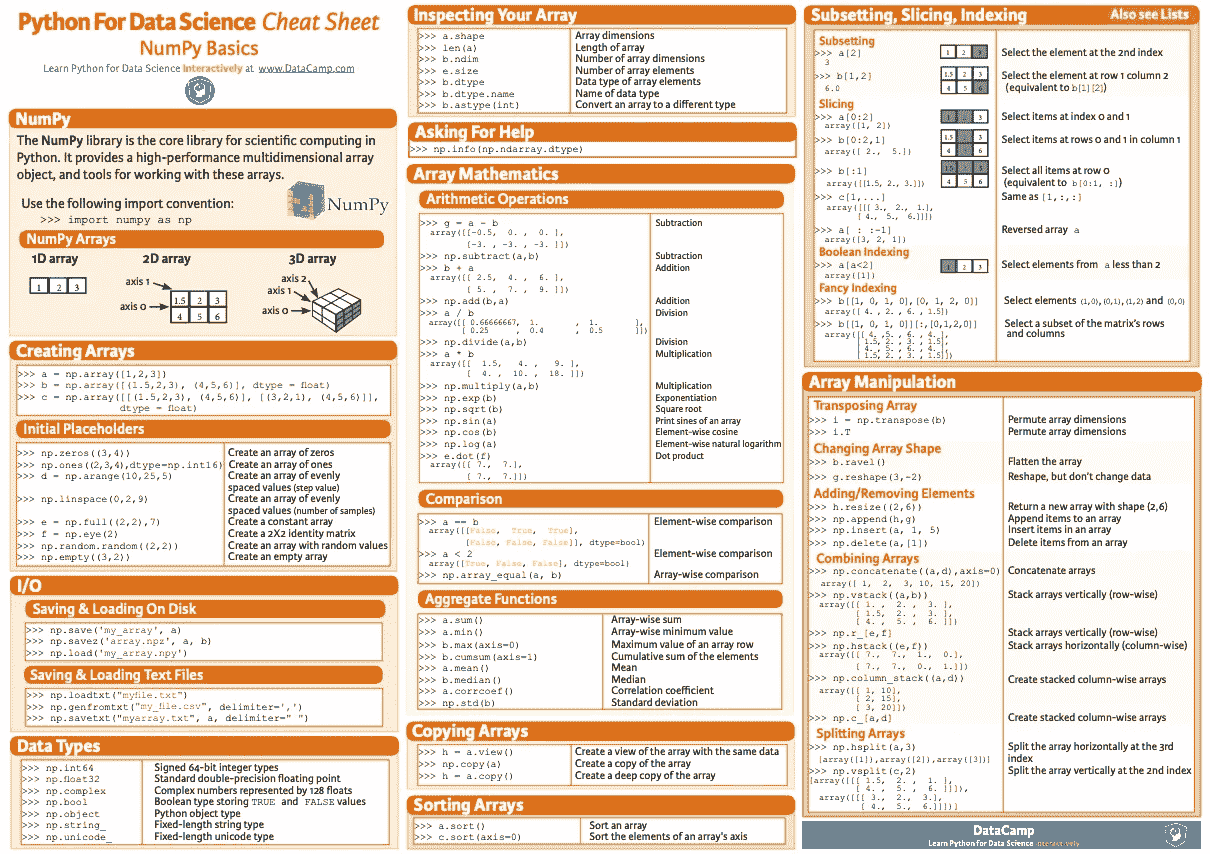 Python For Data Science Cheat Sheet
NumPy Basics
Learn Python for Data Science Interactively at www.DataCamp.com
NumPy
The NumPy library is the core library for scientific computing in
Python. It provides a high-performance multidimensional array
object, and tools for working with these arrays.
Use the following import convention:
>>> import numpy as np
NumPy
NumPy Arrays
1D array 2D array 3D array
1 2 3
axis 1
axis 0
1.5 2 3
4 5 6
axis 2
axis 1
axis 0
Creating Arrays
>>> a = np.array([1,2,3])
>>> b = np.array([(1.5,2,3), (4,5,6)], dtype = float)
>>> c = np.array([[(1.5,2,3), (4,5,6)], [(3,2,1), (4,5,6)]],
dtype = float)
Initial Placeholders
>>> np.zeros((3,4)) Create an array of zeros
>>> np.ones((2,3,4),dtype=np.int16) Create an array of ones
>>> d = np.arange(10,25,5) Create an array of evenly
spaced values (step value)
>>> np.linspace(0,2,9) Create an array of evenly
spaced values (number of samples)
>>> e = np.full((2,2),7) Create a constant array
>>> f = np.eye(2) Create a 2X2 identity matrix
>>> np.random.random((2,2)) Create an array with random values
>>> np.empty((3,2)) Create an empty array
I/O
Saving & Loading On Disk
>>> np.save('my_array', a)
>>> np.savez('array.npz', a, b)
>>> np.load('my_array.npy')
Saving & Loading Text Files
>>> np.loadtxt("myfile.txt")
>>> np.genfromtxt("my_file.csv", delimiter=',')
>>> np.savetxt("myarray.txt", a, delimiter=" ")
Data Types
>>> np.int64 Signed 64-bit integer types
>>> np.float32 Standard double-precision floating point
>>> np.complex Complex numbers represented by 128 floats
>>> np.bool Boolean type storing TRUE and FALSE values
>>> np.object Python object type
>>> np.string_ Fixed-length string type
>>> np.unicode_ Fixed-length unicode type
Inspecting Your Array
>>> a.shape Array dimensions
>>> len(a) Length of array
>>> b.ndim Number of array dimensions
>>> e.size Number of array elements
>>> b.dtype Data type of array elements
>>> b.dtype.name Name of data type
>>> b.astype(int) Convert an array to a different type
Asking For Help
>>> np.info(np.ndarray.dtype)
Array Mathematics
Arithmetic Operations
>>> g = a - b Subtraction
array([[-0.5, 0. , 0. ],
[-3. , -3. , -3. ]])
>>> np.subtract(a,b) Subtraction
>>> b + a Addition
array([[ 2.5, 4. , 6. ],
[ 5. , 7. , 9. ]])
>>> np.add(b,a) Addition
>>> a / b Division
array([[ 0.66666667, 1. , 1. ],
[ 0.25 , 0.4 , 0.5 ]])
>>> np.divide(a,b) Division
>>> a * b Multiplication
array([[ 1.5, 4. , 9. ],
[ 4. , 10. , 18. ]])
>>> np.multiply(a,b) Multiplication
>>> np.exp(b) Exponentiation
>>> np.sqrt(b) Square root
>>> np.sin(a) Print sines of an array
>>> np.cos(b) Element-wise cosine
>>> np.log(a) Element-wise natural logarithm
>>> e.dot(f) Dot product
array([[ 7., 7.],
[ 7., 7.]])
Comparison
>>> a == b Element-wise comparison
array([[False, True, True],
[False, False, False]], dtype=bool)
>>> a < 2 Element-wise comparison
array([True, False, False], dtype=bool)
>>> np.array_equal(a, b) Array-wise comparison
Aggregate Functions
>>> a.sum() Array-wise sum
>>> a.min() Array-wise minimum value
>>> b.max(axis=0) Maximum value of an array row
>>> b.cumsum(axis=1) Cumulative sum of the elements
>>> a.mean() Mean
>>> b.median() Median
>>> a.corrcoef() Correlation coefficient
>>> np.std(b) Standard deviation
Copying Arrays
>>> h = a.view() Create a view of the array with the same data
>>> np.copy(a) Create a copy of the array
>>> h = a.copy() Create a deep copy of the array
Sorting Arrays
>>> a.sort() Sort an array
>>> c.sort(axis=0) Sort the elements of an array's axis
Subsetting, Slicing, Indexing Also see Lists
Subsetting
>>> a[2] 1 2 3 Select the element at the 2nd index
3
>>> b[1,2] 1.5 2 3 Select the element at row 1 column 2
6.0 4 5 6 (equivalent to b[1][2])
Slicing
>>> a[0:2] 1 2 3 Select items at index 0 and 1
array([1, 2])
>>> b[0:2,1] 1.5 2 3 Select items at rows 0 and 1 in column 1
array([ 2., 5.]) 4 5 6
>>> b[:1] 1.5 2 3 Select all items at row 0
array([[1.5, 2., 3.]]) 4 5 6 (equivalent to b[0:1, :])
>>> c[1,...] Same as [1,:,:]
array([[[ 3., 2., 1.],
[ 4., 5., 6.]]])
>>> a[ : :-1] Reversed array a
array([3, 2, 1])
Boolean Indexing
>>> a[a<2] 1 2 3 Select elements from a less than 2
array([1])
Fancy Indexing
>>> b[[1, 0, 1, 0],[0, 1, 2, 0]] Select elements (1,0),(0,1),(1,2) and (0,0)
array([ 4. , 2. , 6. , 1.5])
>>> b[[1, 0, 1, 0]][:,[0,1,2,0]] Select a subset of the matrix's rows
array([[ 4. ,5. , 6. , 4. ], and columns
[ 1.5, 2. , 3. , 1.5],
[ 4. , 5. , 6. , 4. ],
[ 1.5, 2. , 3. , 1.5]])
Array Manipulation
Transposing Array
>>> i = np.transpose(b) Permute array dimensions
>>> i.T Permute array dimensions
Changing Array Shape
>>> b.ravel() Flatten the array
>>> g.reshape(3,-2) Reshape, but don't change data
Adding/Removing Elements
>>> h.resize((2,6)) Return a new array with shape (2,6)
>>> np.append(h,g) Append items to an array
>>> np.insert(a, 1, 5) Insert items in an array
>>> np.delete(a,[1]) Delete items from an array
Combining Arrays
>>> np.concatenate((a,d),axis=0) Concatenate arrays
array([ 1, 2, 3, 10, 15, 20])
>>> np.vstack((a,b)) Stack arrays vertically (row-wise)
array([[ 1. , 2. , 3. ],
[ 1.5, 2. , 3. ],
[ 4. , 5. , 6. ]])
>>> np.r_[e,f] Stack arrays vertically (row-wise)
>>> np.hstack((e,f)) Stack arrays horizontally (column-wise)
array([[ 7., 7., 1., 0.],
[ 7., 7., 0., 1.]])
>>> np.column_stack((a,d)) Create stacked column-wise arrays
array([[ 1, 10],
[ 2, 15],
[ 3, 20]])
>>> np.c_[a,d] Create stacked column-wise arrays
Splitting Arrays
>>> np.hsplit(a,3) Split the array horizontally at the 3rd
[array([1]),array([2]),array([3])] index
>>> np.vsplit(c,2) Split the array vertically at the 2nd index
[array([[[ 1.5, 2. , 1. ],
[ 4. , 5. , 6. ]]]),
array([[[ 3., 2., 3.],
[ 4., 5., 6.]]])]
DataCamp
Learn Python for Data Science Interactively